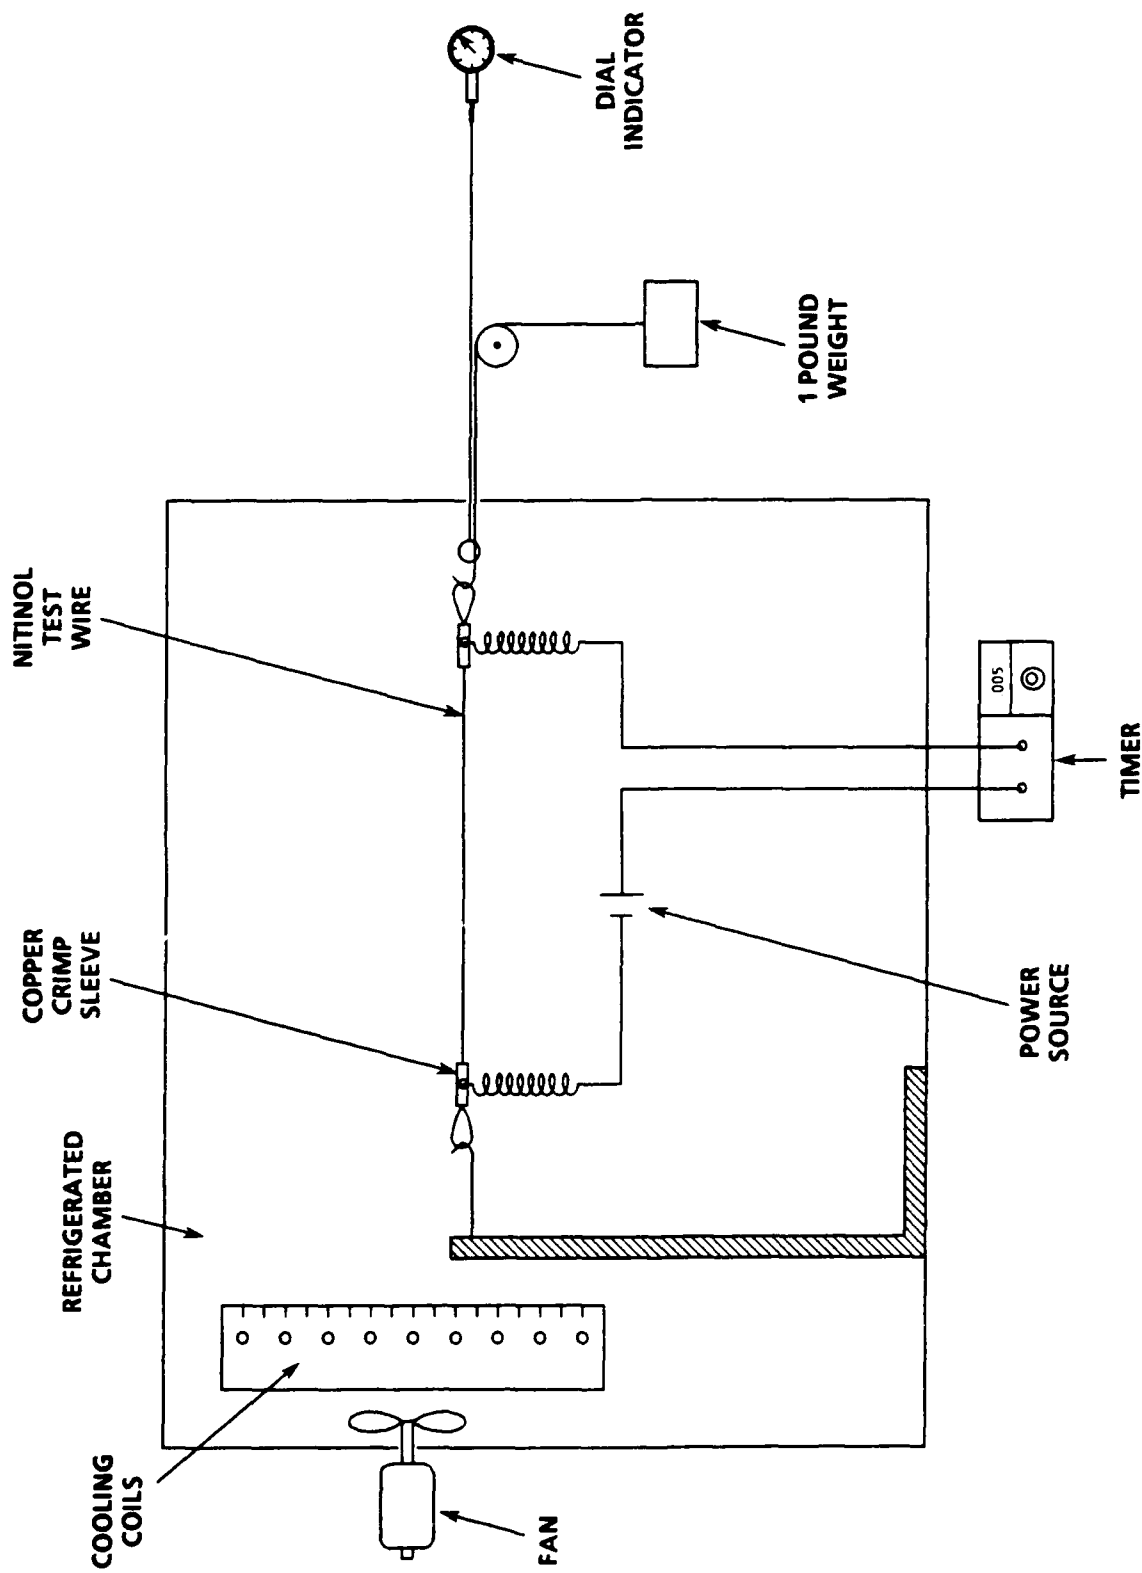 COOLING
COILS
FAN
REFRIGERATED
CHAMBER
COPPER
CRIMP
SLEEVE
NITINOL
TEST
WIRE
POWER
SOURCE
TIMER
005
1 POUND
WEIGHT
DIAL
INDICATOR